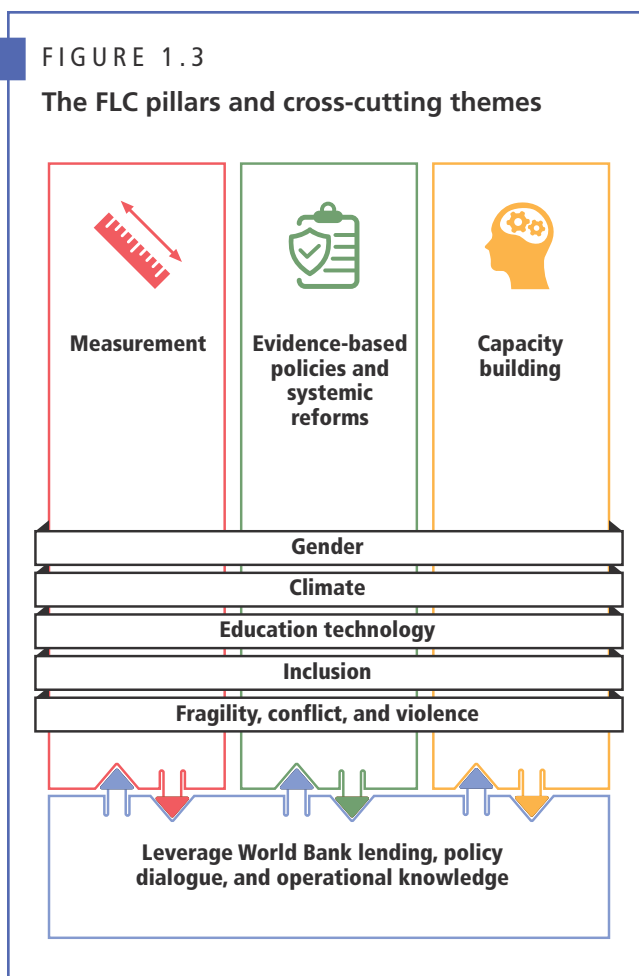 FIGURE 1.3
The FLC pillars and cross-cutting themes
Measurement
Evidence-based
policies and
systemic
reforms
Capacity
building
Gender
Climate
Education technology
Inclusion
Fragility, conflict, and violence
Leverage World Bank lending, policy
dialogue, and operational knowledge